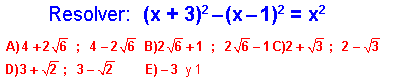 Resolver: (x + 3)² – (x – 1)² = x²
A) 4 + 2√6 ; 4 – 2√6 B) 2√6 + 1 ; 2√6 – 1 C) 2 + √3 ; 2 – √3
D) 3 + √2 ; 3 – √2 E) – 3 y 1